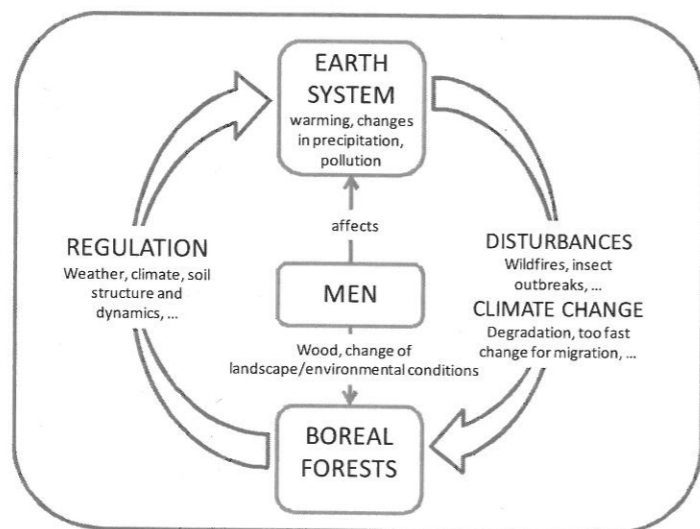 EARTH
SYSTEM
warming, changes
in precipitation,
pollution
affects
REGULATION
Weather, climate, soil
structure and
dynamics, ...
DISTURBANCES
Wildfires, insect
outbreaks, ...
CLIMATE CHANGE
Degradation, too fast
change for migration, ...
MEN
Wood, change of
landscape/environmental conditions
BOREAL
FORESTS